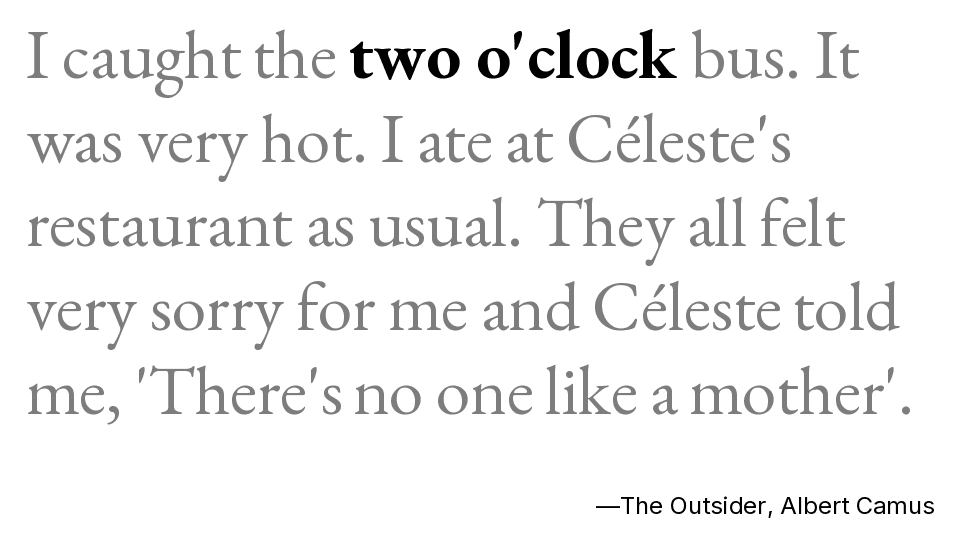 I caught the two o'clock bus. It
was very hot. I ate at Céleste's
restaurant as usual. They all felt
very sorry for me and Céleste told
me, 'There's no one like a mother'.
—The Outsider, Albert Camus